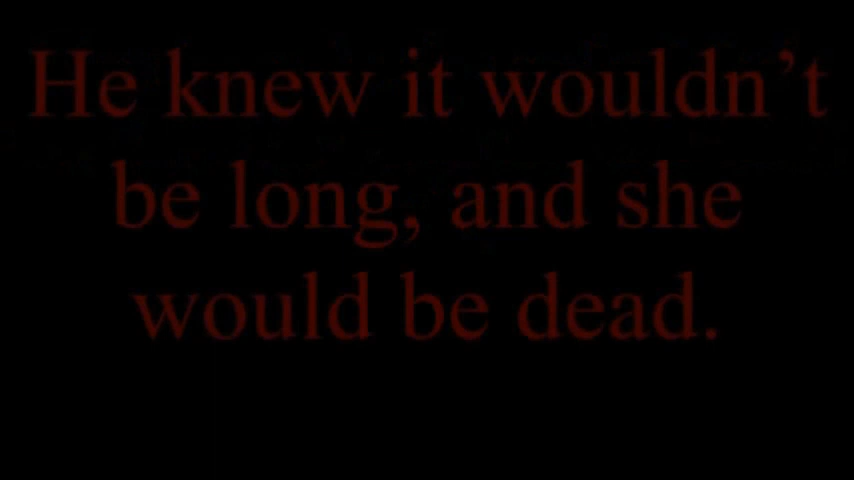 He knew it wouldn’t
be long, and she
would be dead.